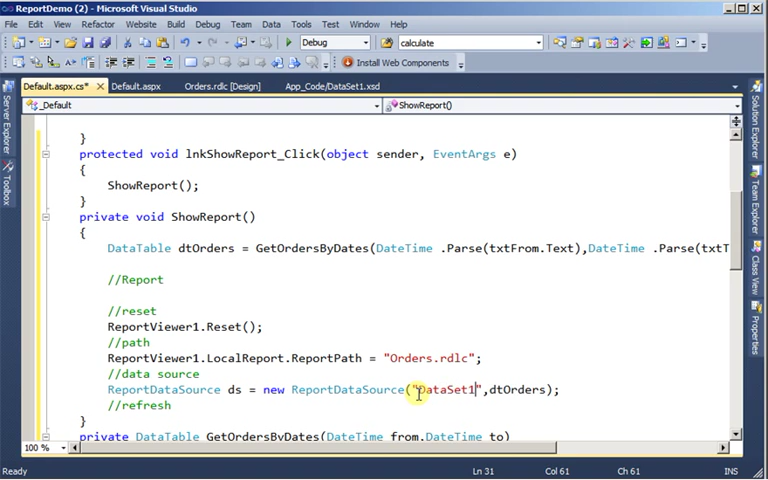 ReportDemo (2) - Microsoft Visual Studio
File Edit View Refactor Website Build Debug Team Data Tools Test Window Help
Debug calculate
Install Web Components
Default.aspx.cs* Default.aspx Orders.rdlc [Design] App_Code/DataSet1.xsd
_Default ShowReport()
Server Explorer
Toolbox
Solution Explorer
Team Explorer
Class View
Properties
}
protected void lnkShowReport_Click(object sender, EventArgs e)
{
ShowReport();
}
private void ShowReport()
{
DataTable dtOrders = GetOrdersByDates(DateTime .Parse(txtFrom.Text),DateTime .Parse(txtT
//Report
//reset
ReportViewer1.Reset();
//path
ReportViewer1.LocalReport.ReportPath = "Orders.rdlc";
//data source
ReportDataSource ds = new ReportDataSource("DataSet1",dtOrders);
//refresh
}
private DataTable GetOrdersByDates(DateTime from,DateTime to)
100 %
Ready Ln 31 Col 61 Ch 61 INS